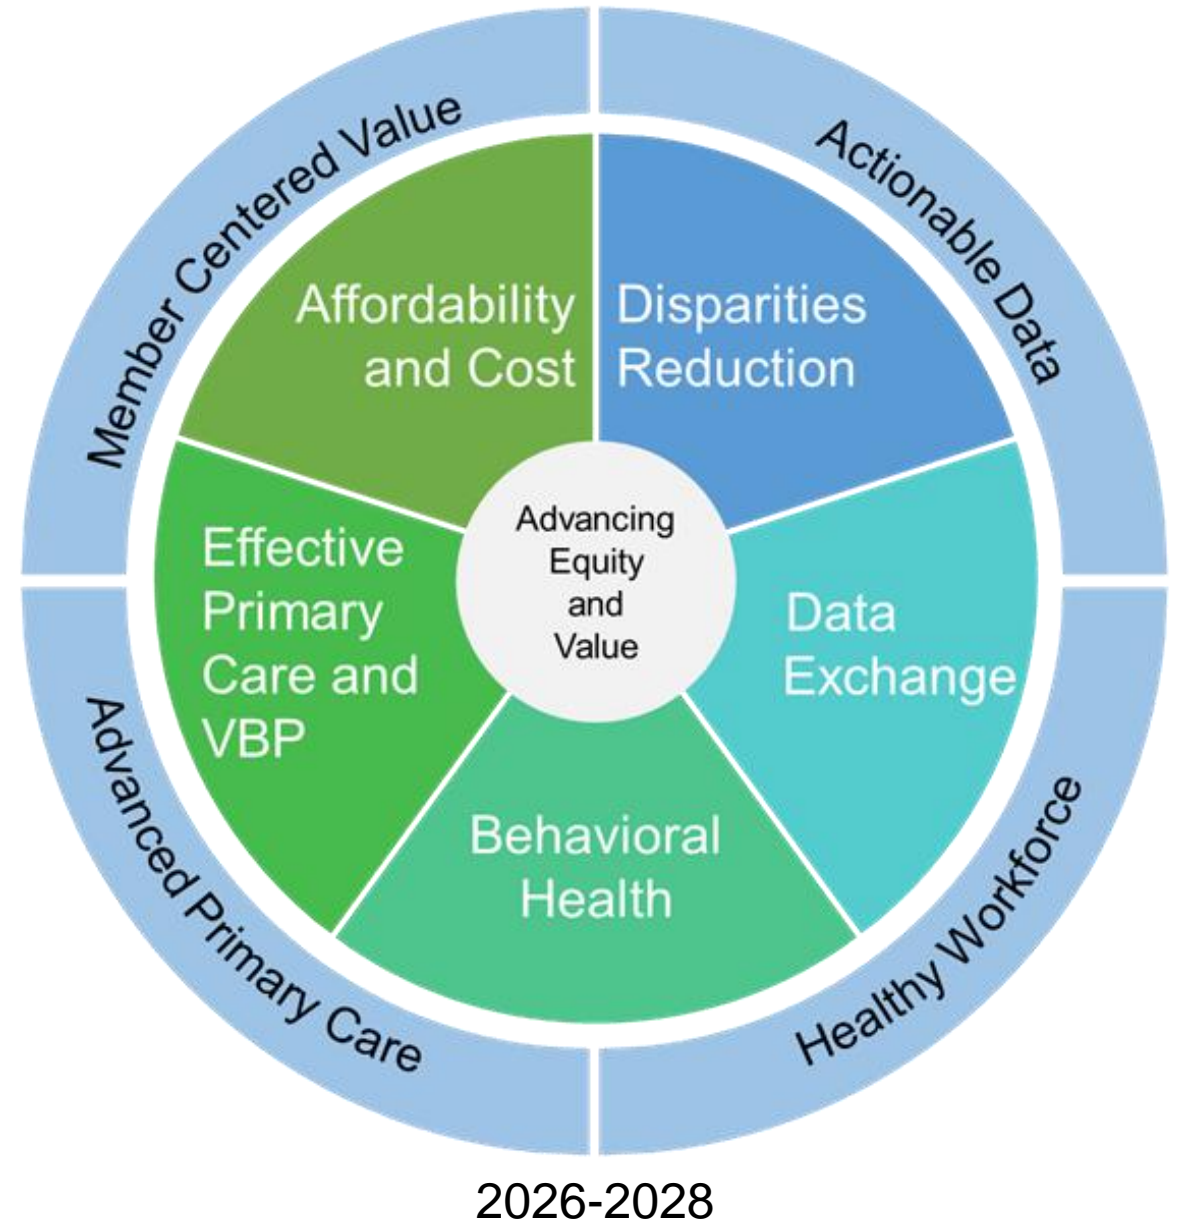 Member Centered Value
Actionable Data
Affordability
and Cost
Disparities
Reduction
Advancing
Equity
and
Value
Effective
Primary
Care and
VBP
Data
Exchange
Behavioral
Health
Advanced Primary Care
Healthy Workforce
2026-2028